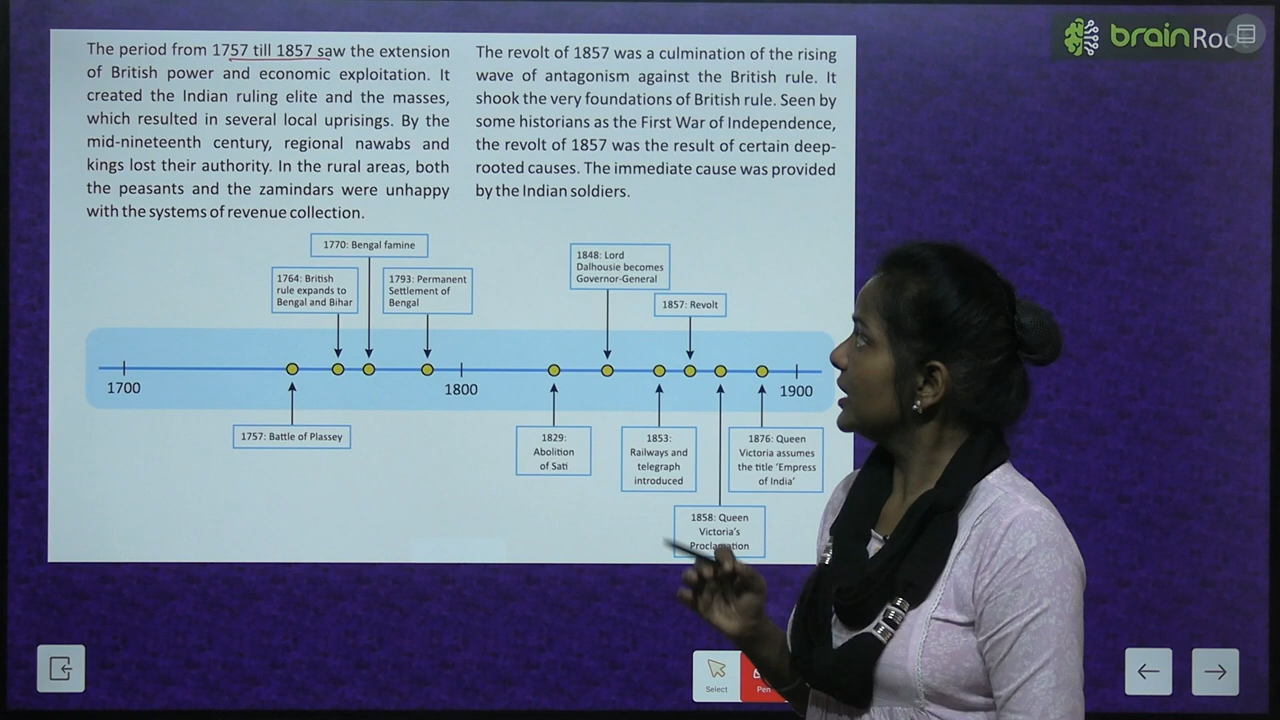 The period from 1757 till 1857 saw the extension
of British power and economic exploitation. It
created the Indian ruling elite and the masses,
which resulted in several local uprisings. By the
mid-nineteenth century, regional nawabs and
kings lost their authority. In the rural areas, both
the peasants and the zamindars were unhappy
with the systems of revenue collection.
The revolt of 1857 was a culmination of the rising
wave of antagonism against the British rule. It
shook the very foundations of British rule. Seen by
some historians as the First War of Independence,
the revolt of 1857 was the result of certain deep-
rooted causes. The immediate cause was provided
by the Indian soldiers.
1770: Bengal famine
1764: British
rule expands to
Bengal and Bihar
1793: Permanent
Settlement of
Bengal
1848: Lord
Dalhousie becomes
Governor-General
1857: Revolt
1700
1800
1900
1757: Battle of Plassey
1829:
Abolition
of Sati
1853:
Railways and
telegraph
introduced
1876: Queen
Victoria assumes
the title 'Empress
of India'
1858: Queen
Victoria's
Proclamation
Select
Pen
brain